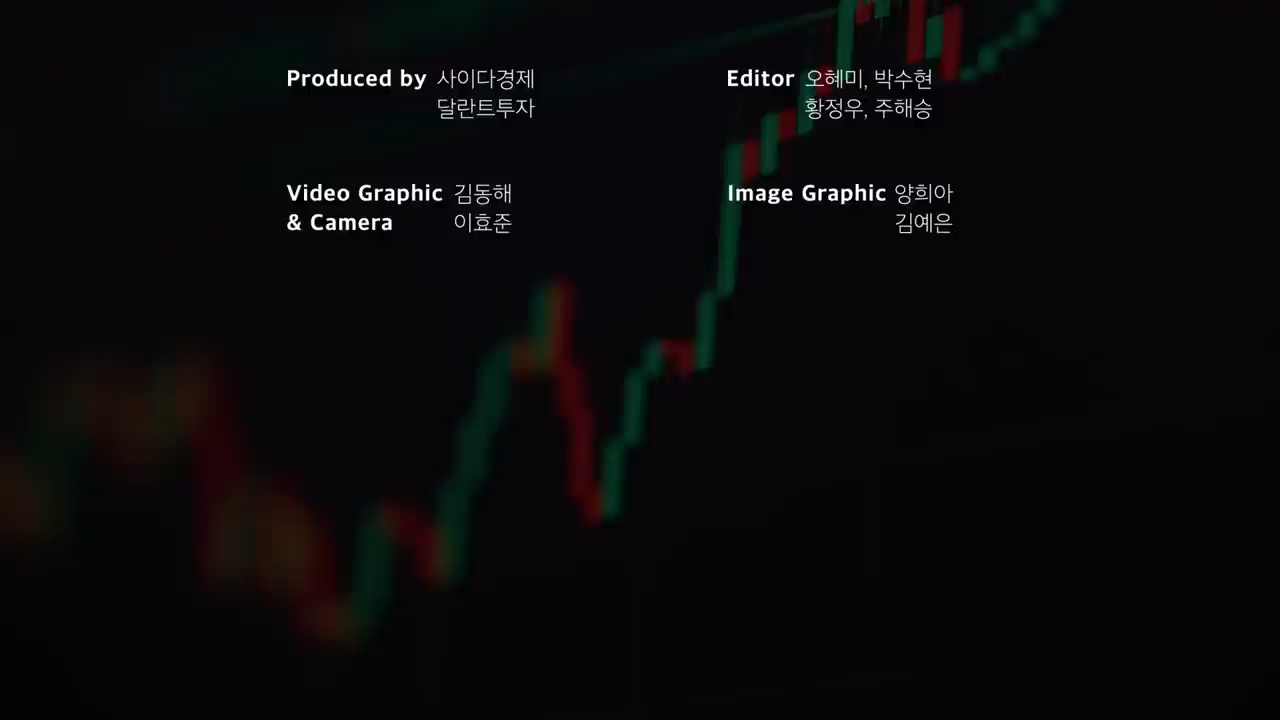 Produced by 사이다경제
달란트투자
Editor 오혜미, 박수현
황정우, 주해승
Video Graphic 김동해
& Camera 이효준
Image Graphic 양희아
김예은